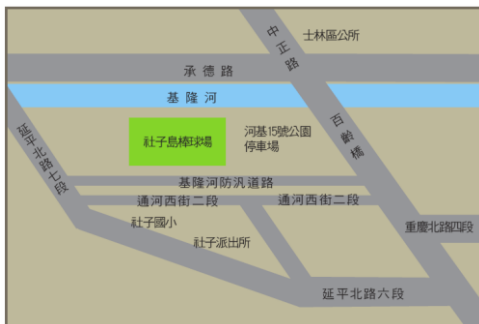 士林區公所
中正路
承德路
基隆河
百齡橋
延平北路七段
社子島棒球場
河基15號公園
停車場
基隆河防汎道路
通河西街二段
通河西街二段
社子國小
重慶北路四段
社子派出所
延平北路六段